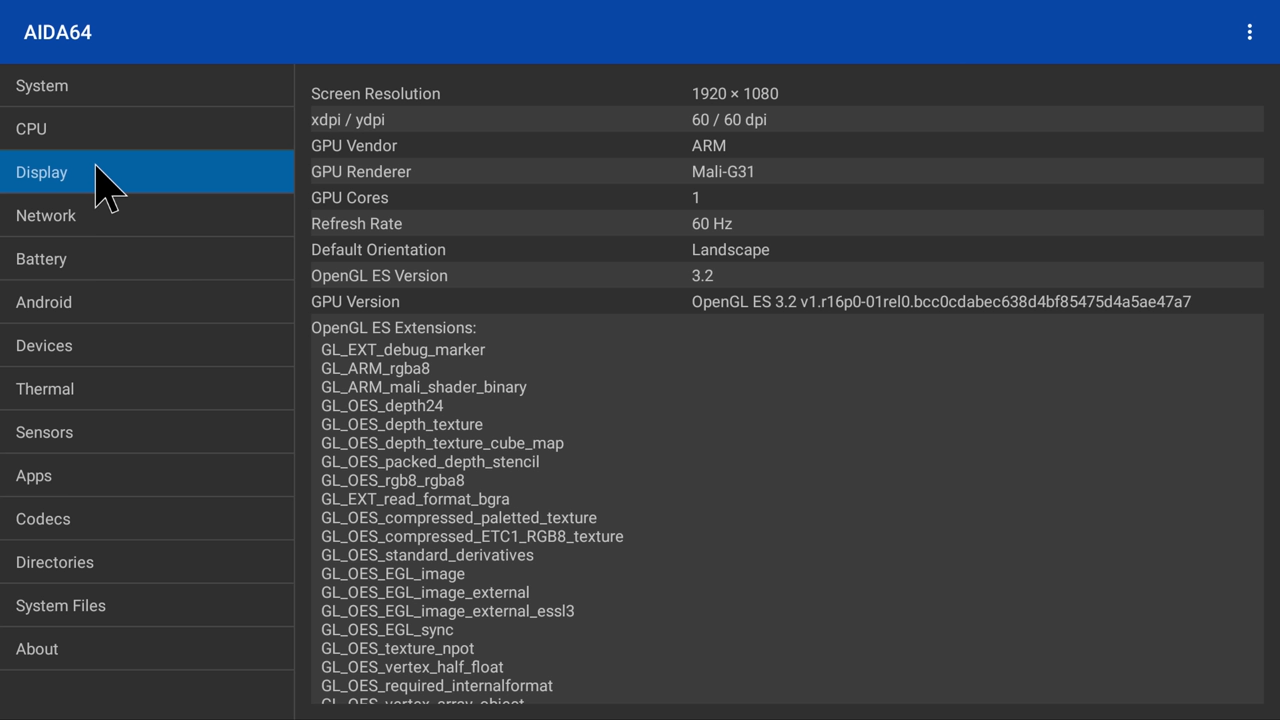 AIDA64
System
CPU
Display
Network
Battery
Android
Devices
Thermal
Sensors
Apps
Codecs
Directories
System Files
About
Screen Resolution 1920 × 1080
xdpi / ydpi 60 / 60 dpi
GPU Vendor ARM
GPU Renderer Mali-G31
GPU Cores 1
Refresh Rate 60 Hz
Default Orientation Landscape
OpenGL ES Version 3.2
GPU Version OpenGL ES 3.2 v1.r16p0-01rel0.bcc0cdabec638d4bf85475d4a5ae47a7
OpenGL ES Extensions:
GL_EXT_debug_marker
GL_ARM_rgba8
GL_ARM_mali_shader_binary
GL_OES_depth24
GL_OES_depth_texture
GL_OES_depth_texture_cube_map
GL_OES_packed_depth_stencil
GL_OES_rgb8_rgba8
GL_EXT_read_format_bgra
GL_OES_compressed_paletted_texture
GL_OES_compressed_ETC1_RGB8_texture
GL_OES_standard_derivatives
GL_OES_EGL_image
GL_OES_EGL_image_external
GL_OES_EGL_image_external_essl3
GL_OES_EGL_sync
GL_OES_texture_npot
GL_OES_vertex_half_float
GL_OES_required_internalformat
GL_OES_vertex_array_object